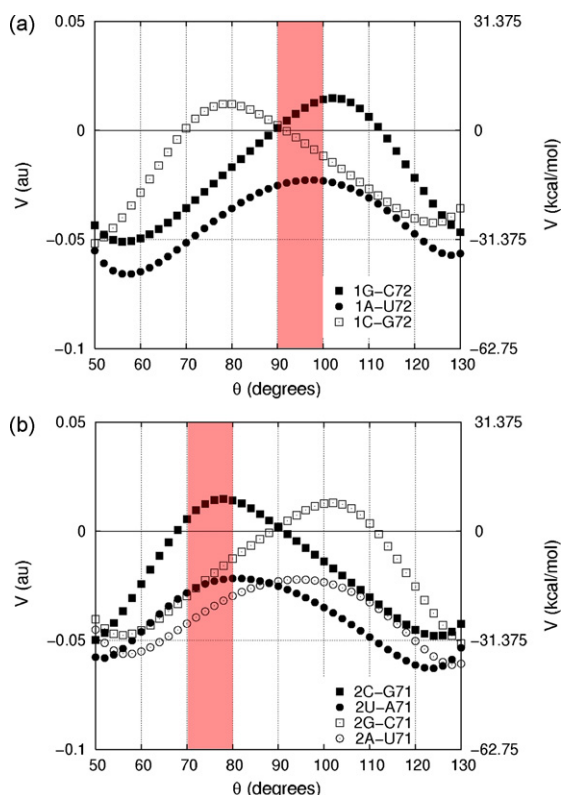 (a)
0.05 31.375
0 0
V (au) V (kcal/mol)
−0.05 −31.375
1G−C72
1A−U72
1C−G72
−0.1 −62.75
50 60 70 80 90 100 110 120 130
θ (degrees)
(b)
0.05 31.375
0 0
V (au) V (kcal/mol)
−0.05 −31.375
2C−G71
2U−A71
2G−C71
2A−U71
−0.1 −62.75
50 60 70 80 90 100 110 120 130
θ (degrees)